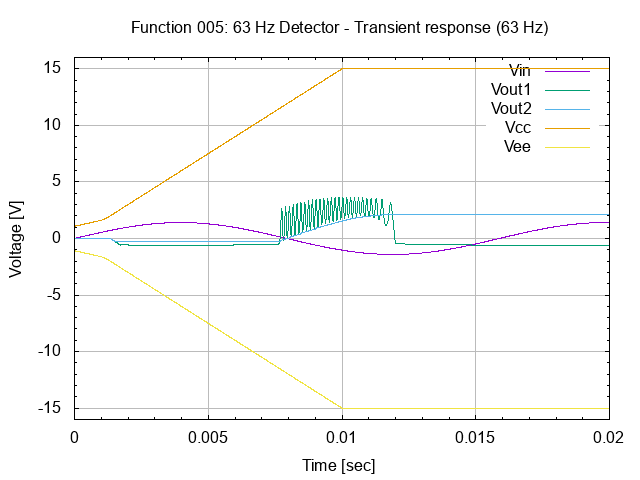 Function 005: 63 Hz Detector - Transient response (63 Hz)
15
10
5
0
-5
-10
-15
Voltage [V]
Vin
Vout1
Vout2
Vcc
Vee
0
0.005
0.01
0.015
0.02
Time [sec]